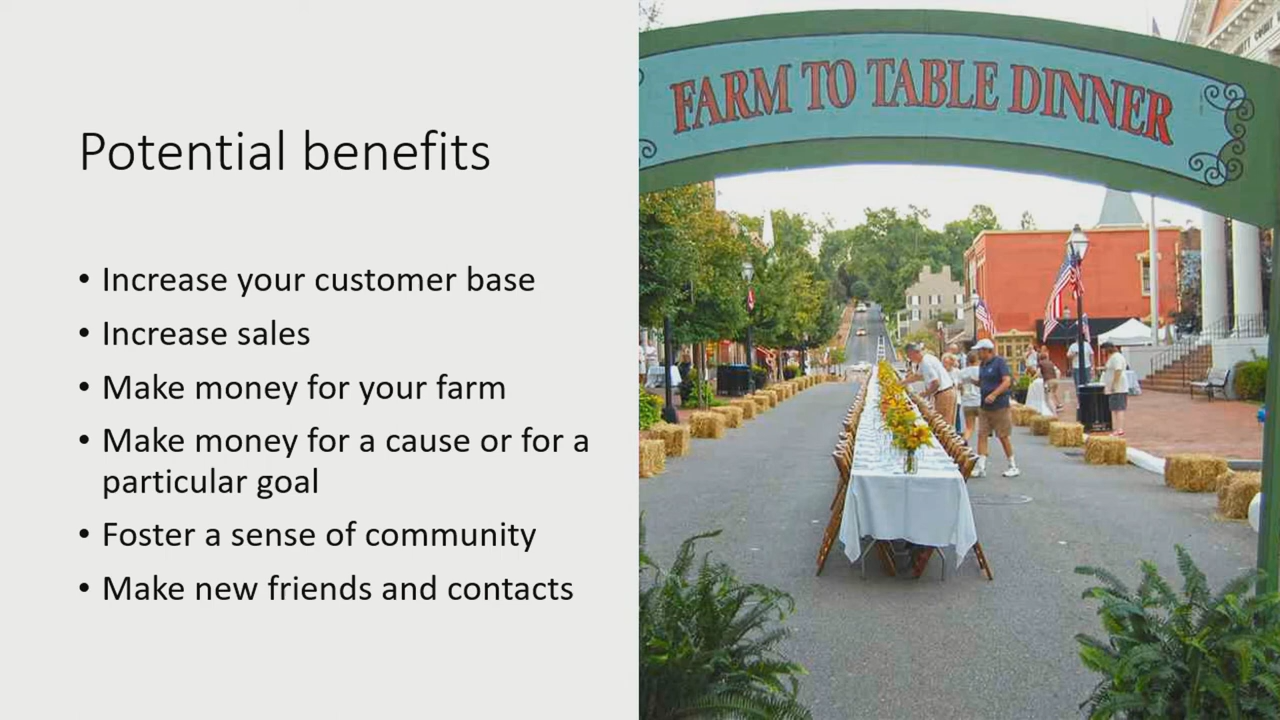 Potential benefits
• Increase your customer base
• Increase sales
• Make money for your farm
• Make money for a cause or for a
particular goal
• Foster a sense of community
• Make new friends and contacts
FARM TO TABLE DINNER